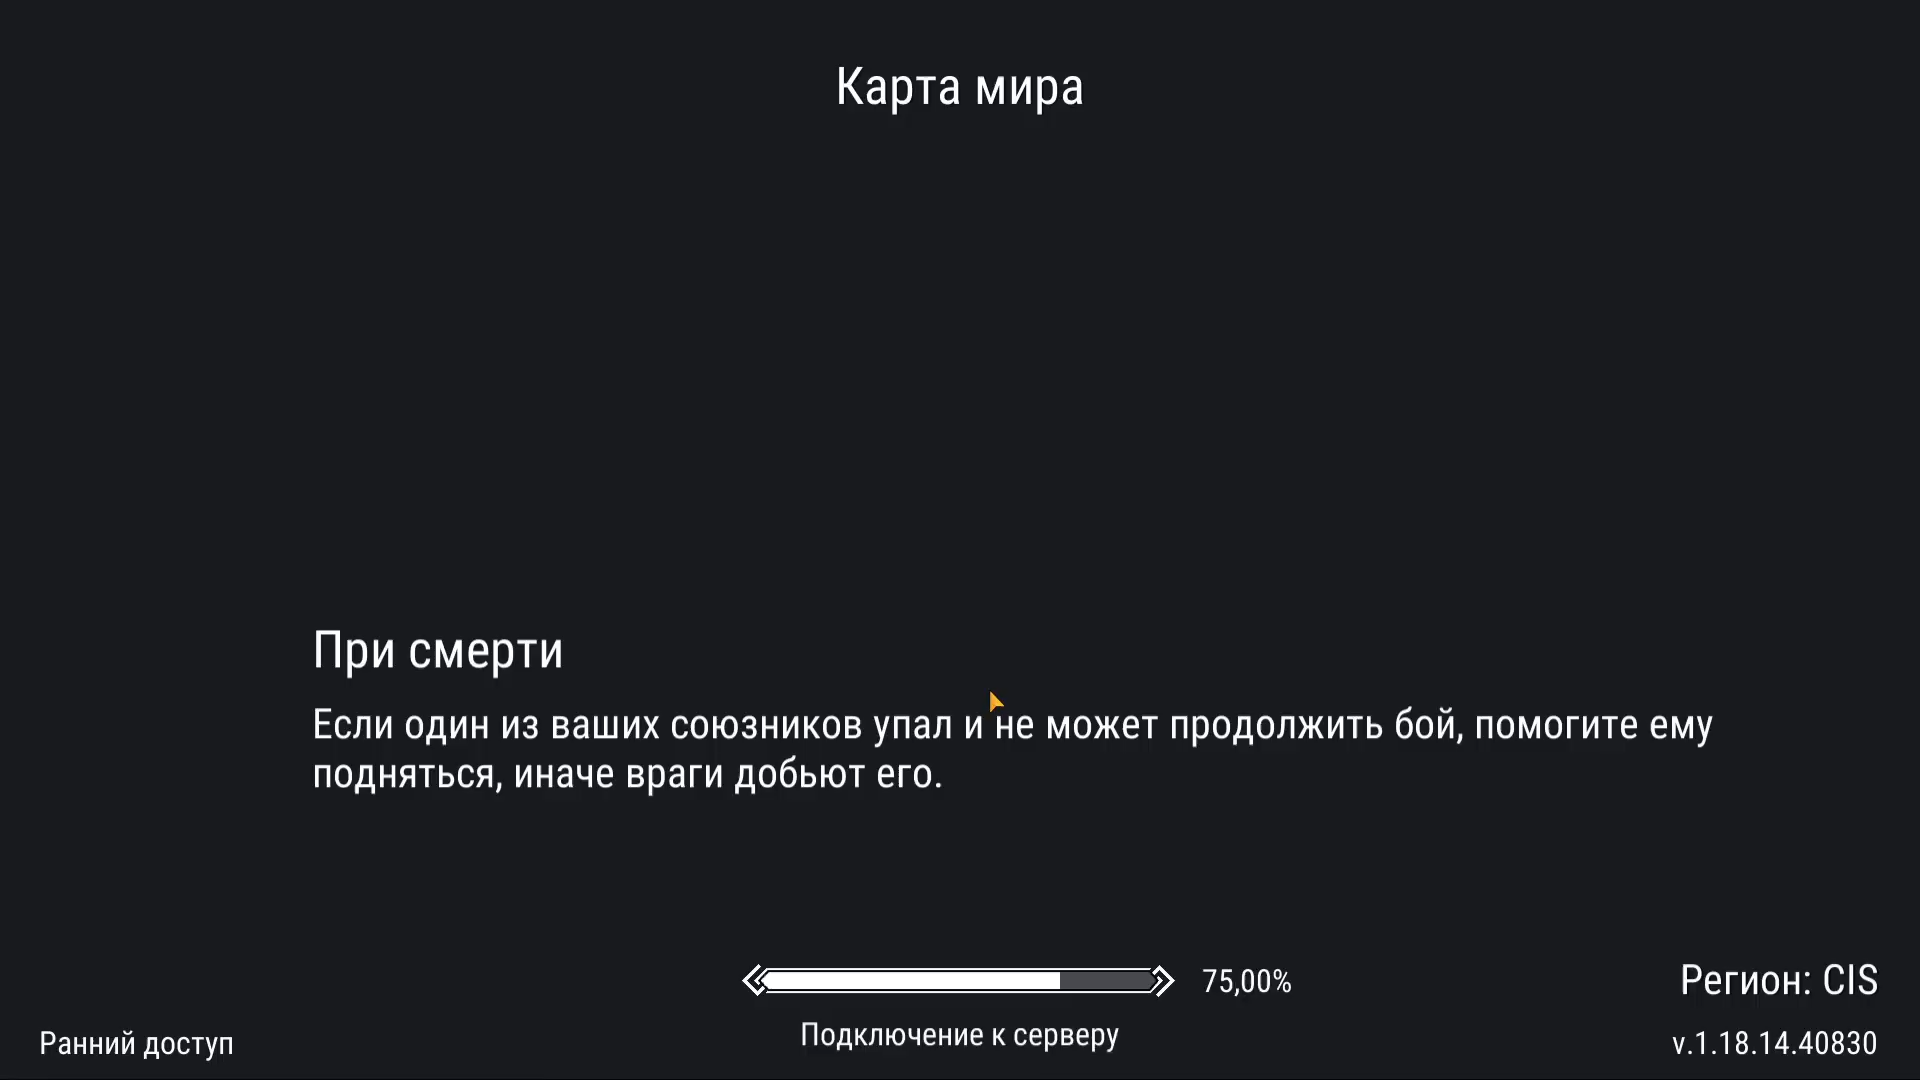 Карта мира
При смерти
Если один из ваших союзников упал и не может продолжить бой, помогите ему
подняться, иначе враги добьют его.
75,00%
Подключение к серверу
Регион: CIS
Ранний доступ
v.1.18.14.40830